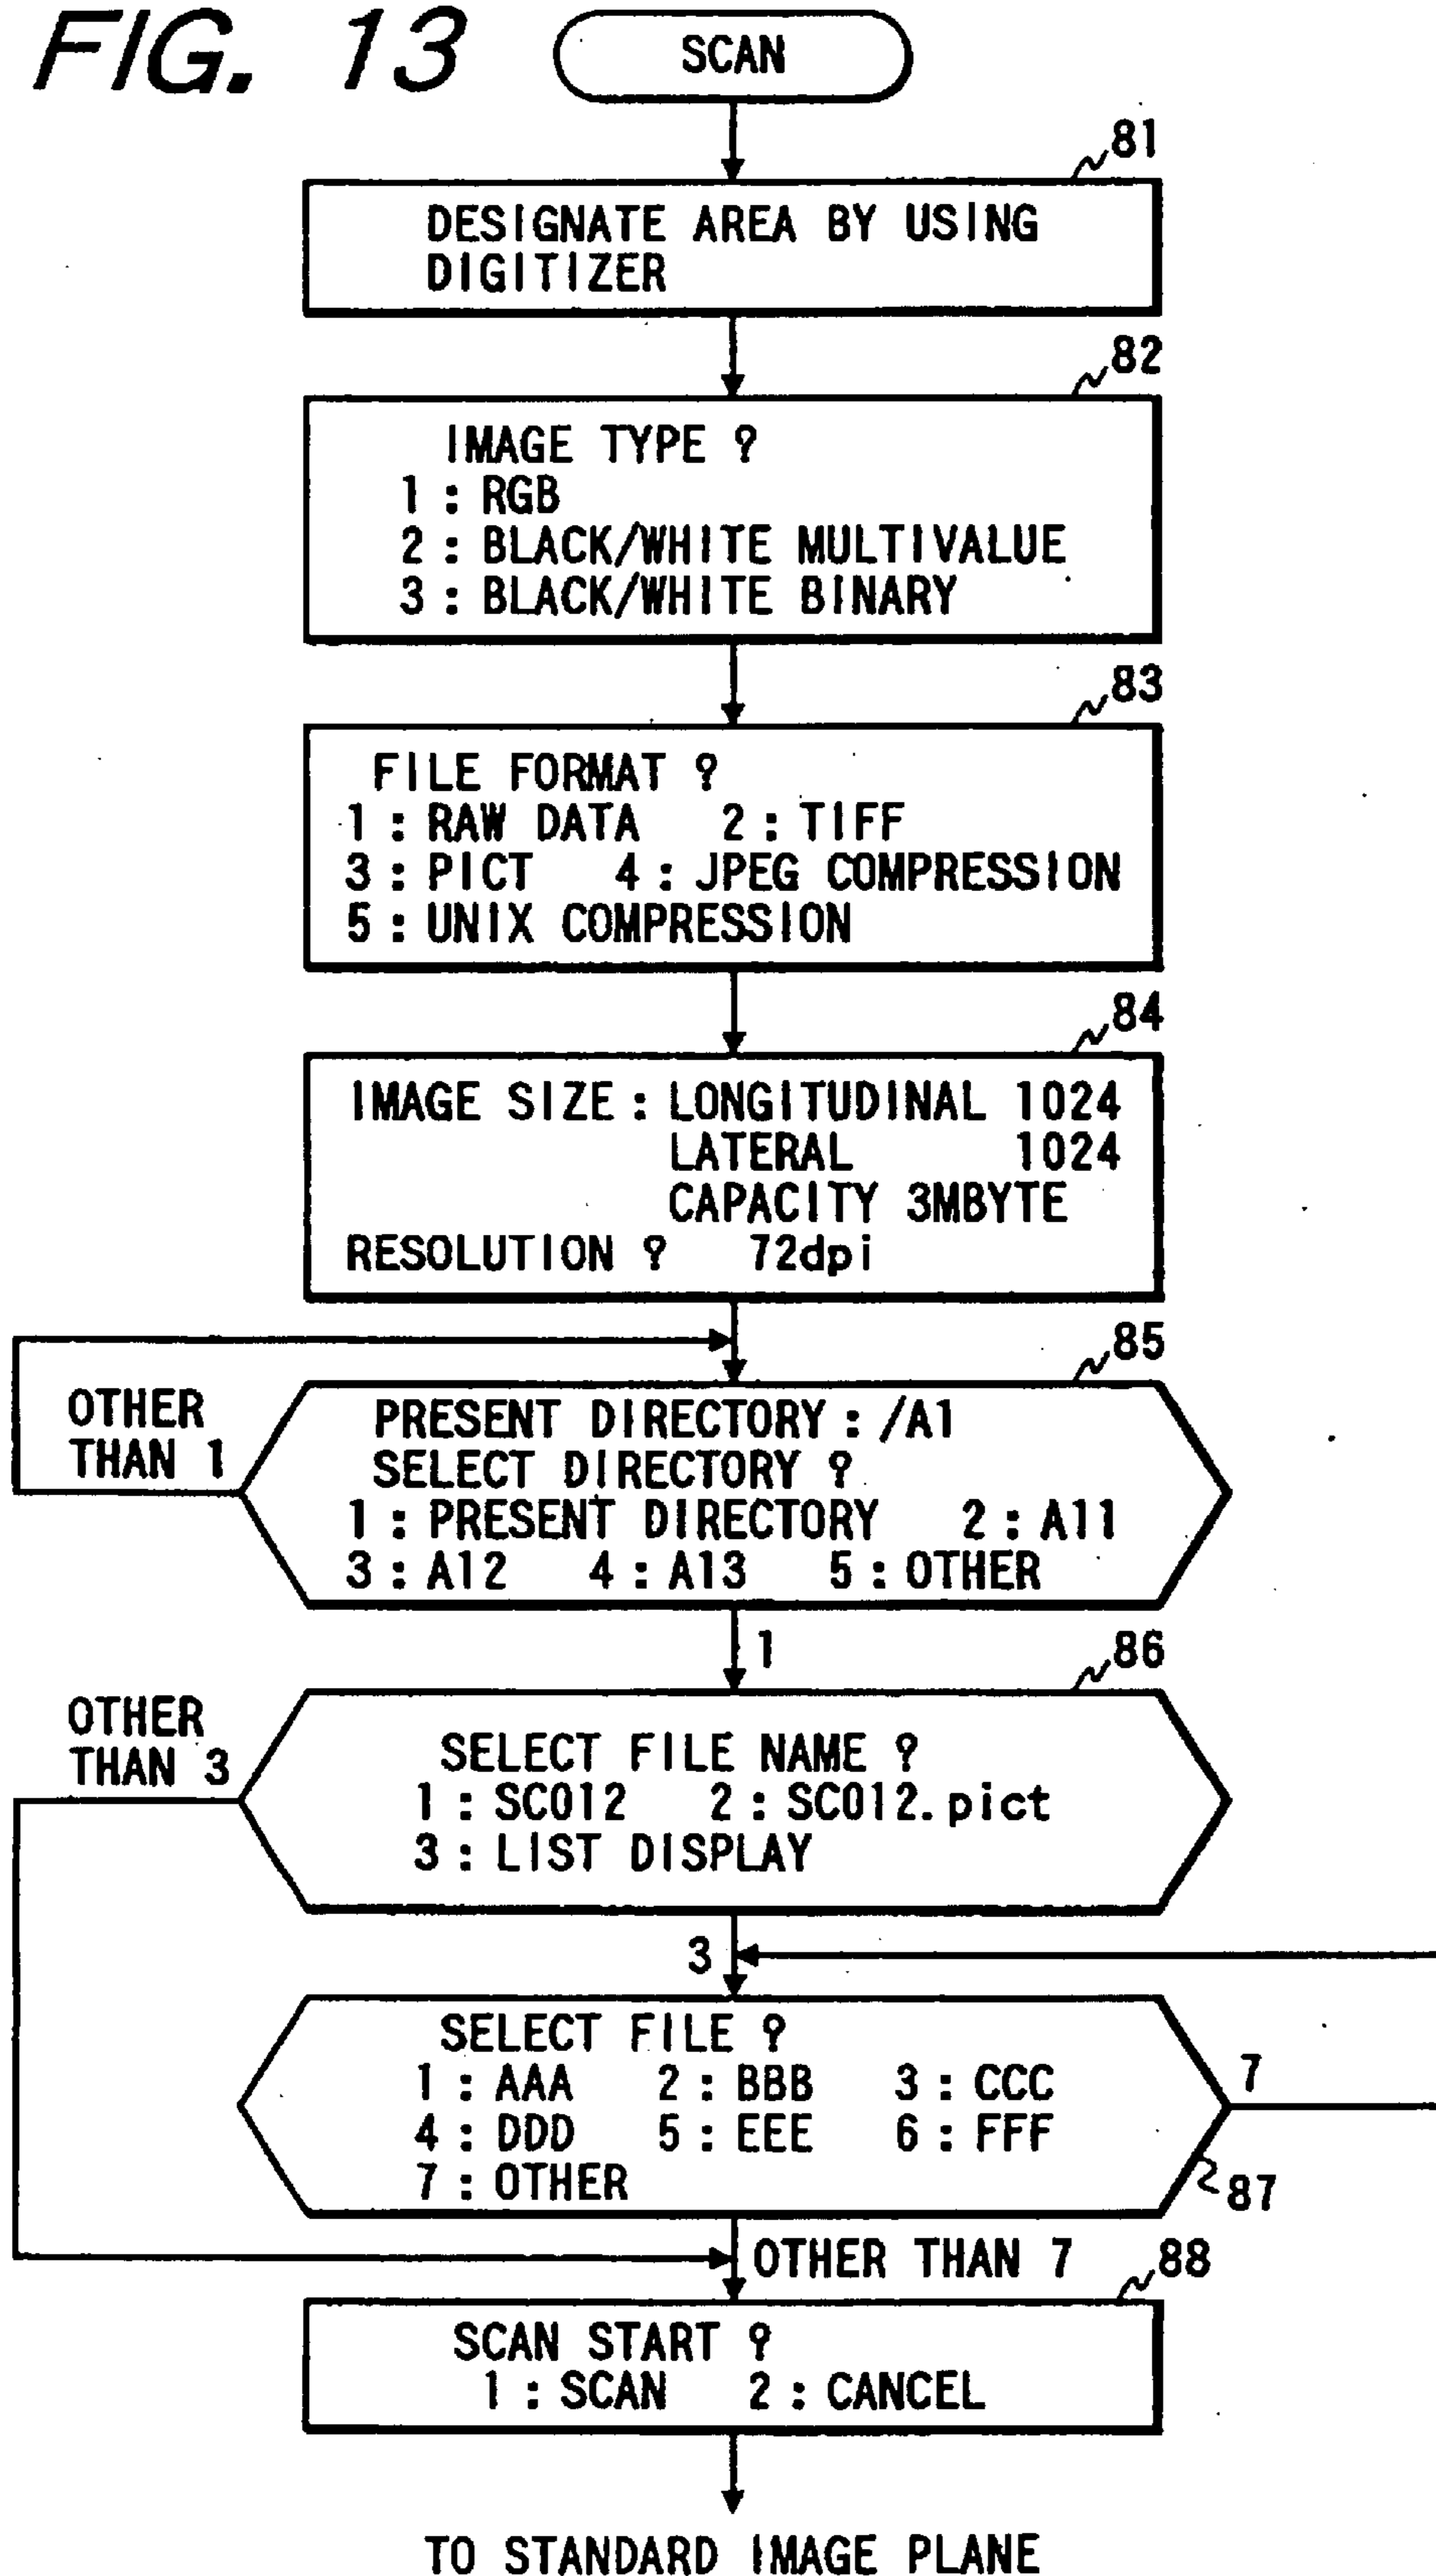 FIG. 13
SCAN
81
DESIGNATE AREA BY USING
DIGITIZER
82
IMAGE TYPE ?
1 : RGB
2 : BLACK/WHITE MULTIVALUE
3 : BLACK/WHITE BINARY
83
FILE FORMAT ?
1 : RAW DATA 2 : TIFF
3 : PICT 4 : JPEG COMPRESSION
5 : UNIX COMPRESSION
84
IMAGE SIZE : LONGITUDINAL 1024
LATERAL 1024
CAPACITY 3MBYTE
RESOLUTION ? 72dpi
85
OTHER
THAN 1
PRESENT DIRECTORY : /A1
SELECT DIRECTORY ?
1 : PRESENT DIRECTORY 2 : A11
3 : A12 4 : A13 5 : OTHER
1
86
OTHER
THAN 3
SELECT FILE NAME ?
1 : SC012 2 : SC012.pict
3 : LIST DISPLAY
3
SELECT FILE ?
1 : AAA 2 : BBB 3 : CCC
4 : DDD 5 : EEE 6 : FFF
7 : OTHER
7
87
OTHER THAN 7
88
SCAN START ?
1 : SCAN 2 : CANCEL
TO STANDARD IMAGE PLANE